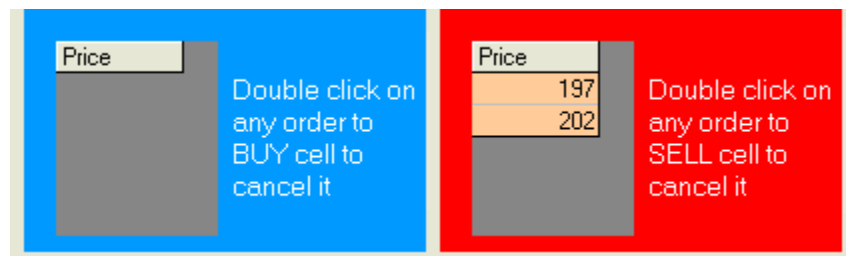 Price
Double click on
any order to
BUY cell to
cancel it
Price
197
202
Double click on
any order to
SELL cell to
cancel it